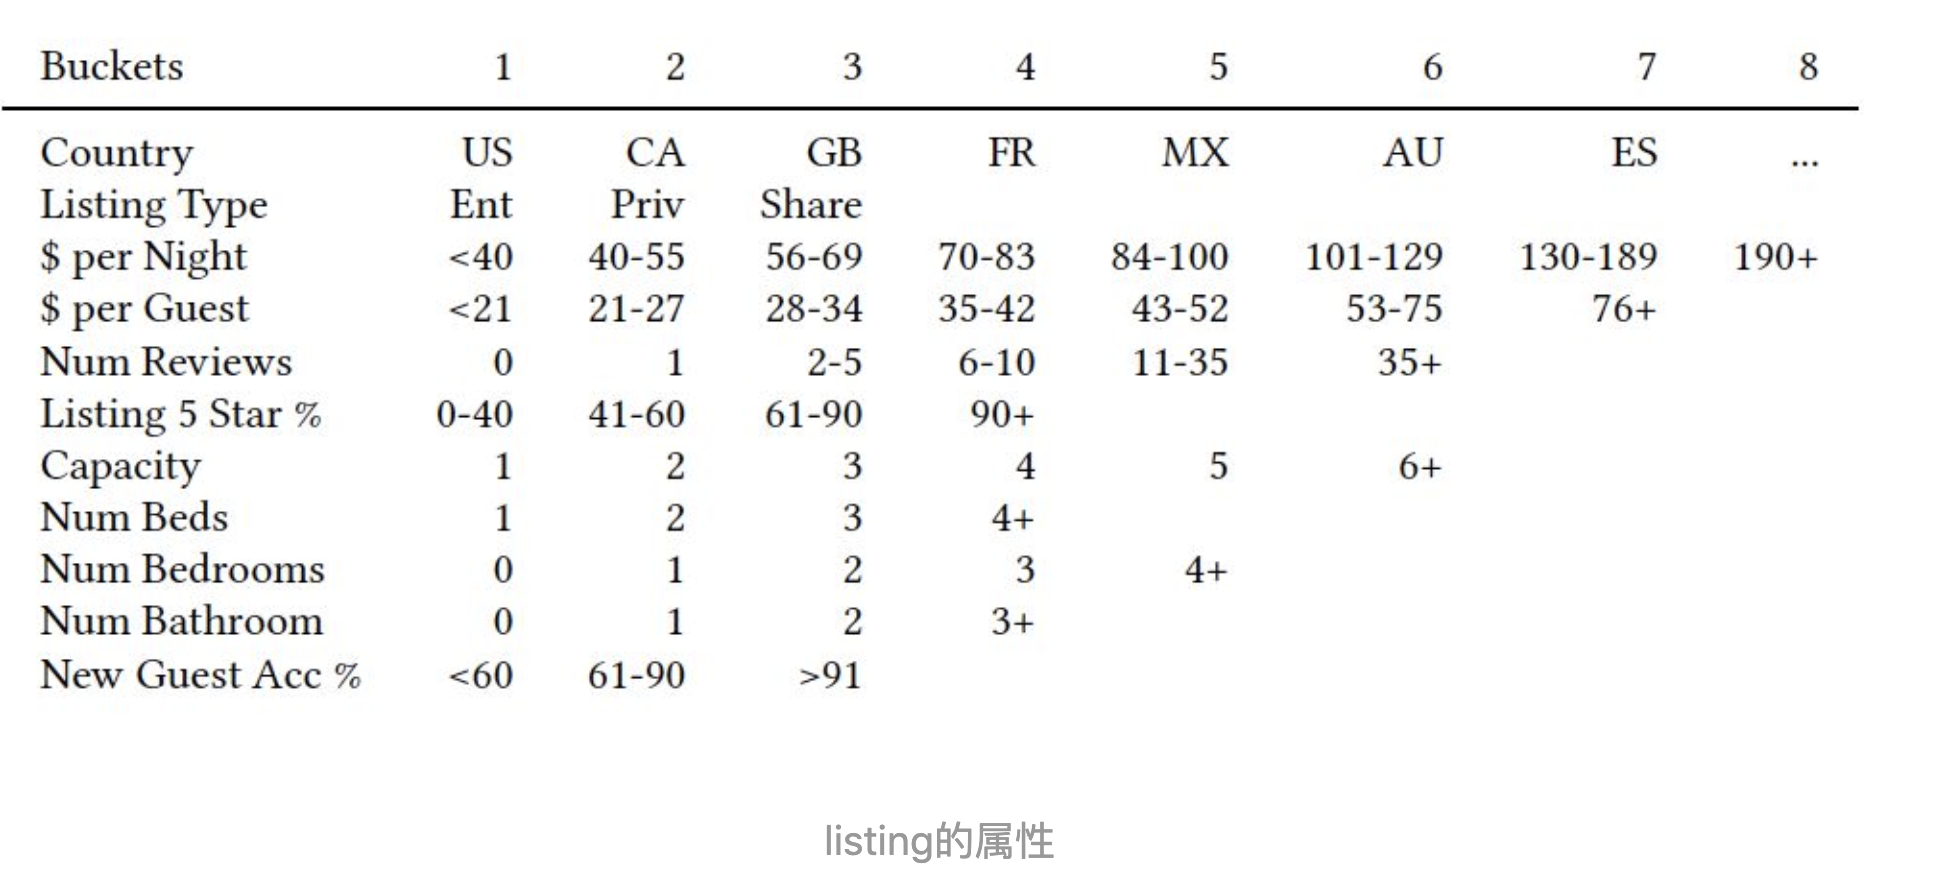 Buckets 1 2 3 4 5 6 7 8
Country US CA GB FR MX AU ES ...
Listing Type Ent Priv Share
$ per Night <40 40-55 56-69 70-83 84-100 101-129 130-189 190+
$ per Guest <21 21-27 28-34 35-42 43-52 53-75 76+
Num Reviews 0 1 2-5 6-10 11-35 35+
Listing 5 Star % 0-40 41-60 61-90 90+
Capacity 1 2 3 4 5 6+
Num Beds 1 2 3 4+
Num Bedrooms 0 1 2 3 4+
Num Bathroom 0 1 2 3+
New Guest Acc % <60 61-90 >91
listing的属性